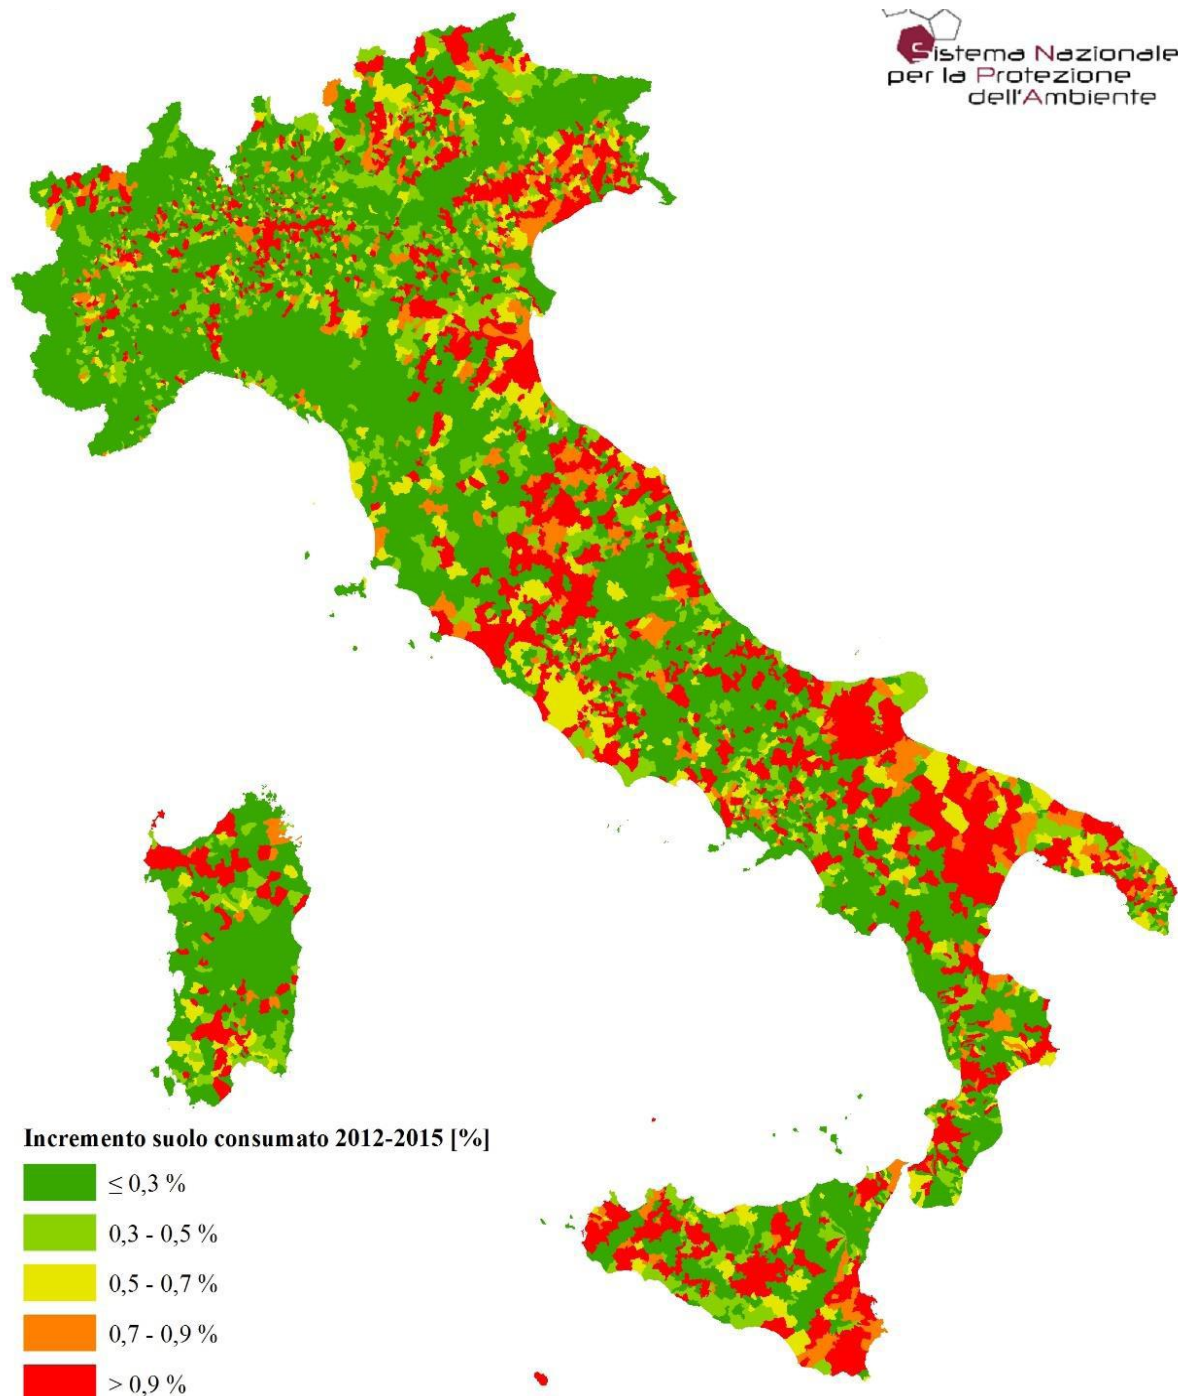 Sistema Nazionale
per la Protezione
dell'Ambiente
Incremento suolo consumato 2012-2015 [%]
≤ 0,3 %
0,3 - 0,5 %
0,5 - 0,7 %
0,7 - 0,9 %
> 0,9 %